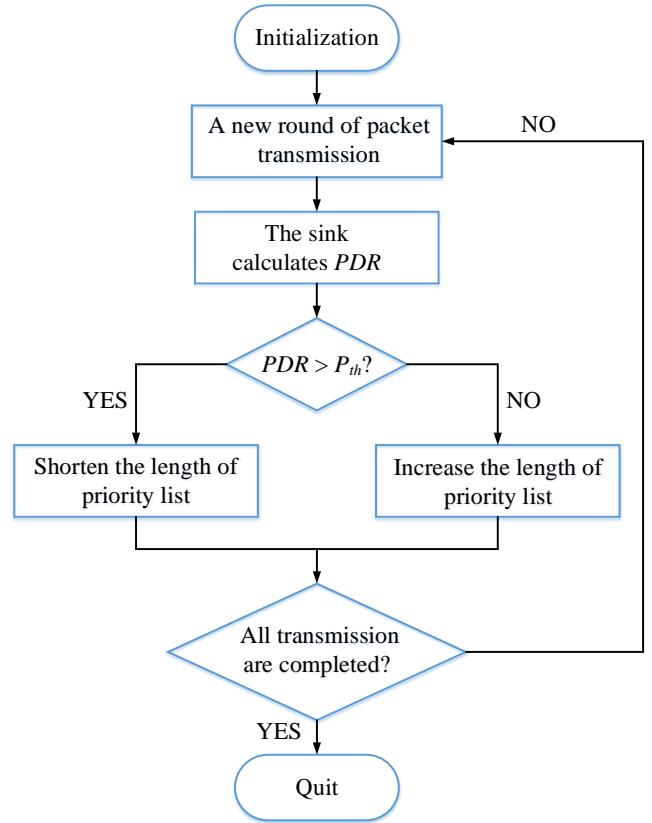 Initialization
A new round of packet
transmission
NO
The sink
calculates PDR
PDR > Pth?
YES
NO
Shorten the length of
priority list
Increase the length of
priority list
All transmission
are completed?
YES
Quit